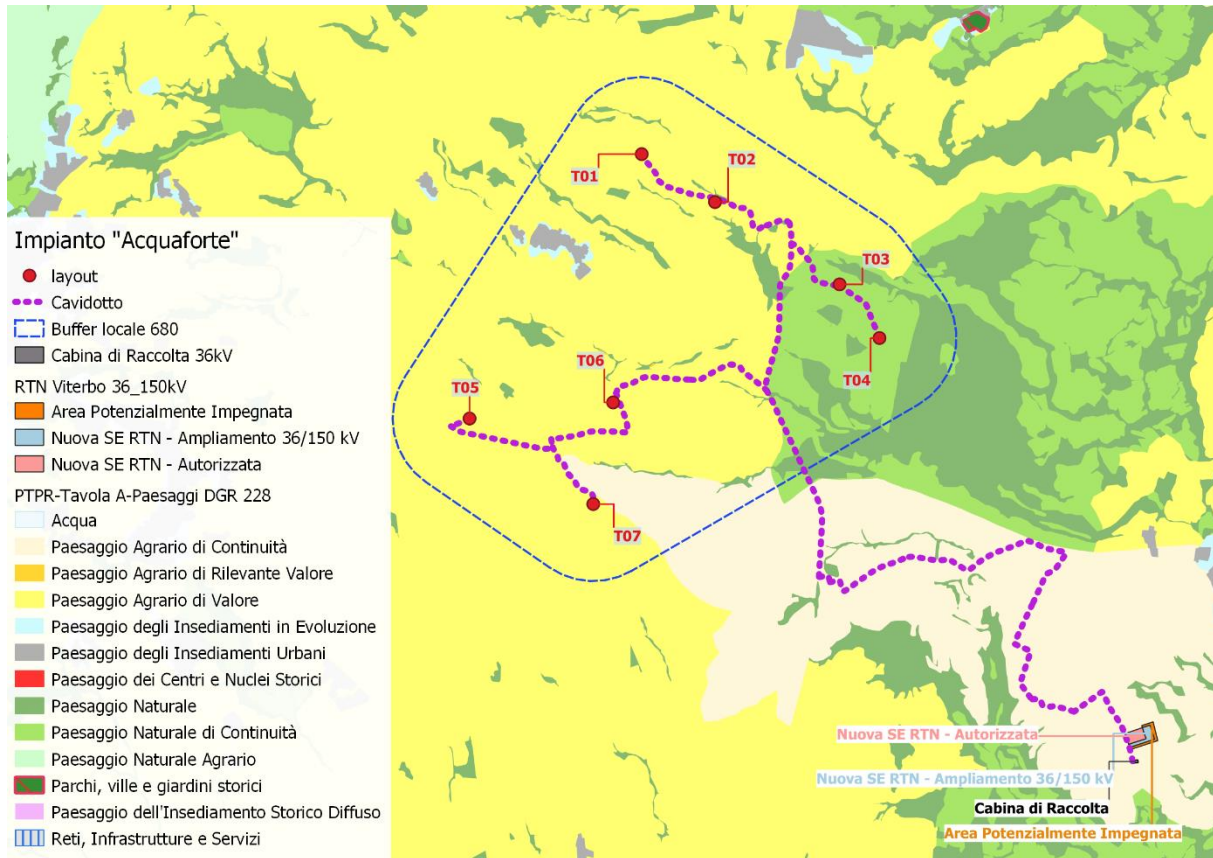 T01
T02
T03
T04
T06
T05
T07
Impianto "Acquaforte"
layout
Cavidotto
Buffer locale 680
Cabina di Raccolta 36kV
RTN Viterbo 36_150kV
Area Potenzialmente Impegnata
Nuova SE RTN - Ampliamento 36/150 kV
Nuova SE RTN - Autorizzata
PTPR-Tavola A-Paesaggi DGR 228
Acqua
Paesaggio Agrario di Continuità
Paesaggio Agrario di Rilevante Valore
Paesaggio Agrario di Valore
Paesaggio degli Insediamenti in Evoluzione
Paesaggio degli Insediamenti Urbani
Paesaggio dei Centri e Nuclei Storici
Paesaggio Naturale
Paesaggio Naturale di Continuità
Paesaggio Naturale Agrario
Parchi, ville e giardini storici
Paesaggio dell'Insediamento Storico Diffuso
Reti, Infrastrutture e Servizi
Nuova SE RTN - Autorizzata
Nuova SE RTN - Ampliamento 36/150 kV
Cabina di Raccolta
Area Potenzialmente Impegnata